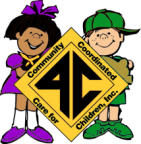 Community
Coordinated
4C
Care for
Children, Inc.